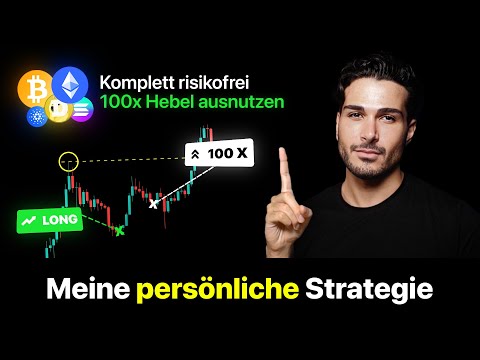 Komplett risikofrei
100x Hebel ausnutzen
100 X
LONG
Meine persönliche Strategie